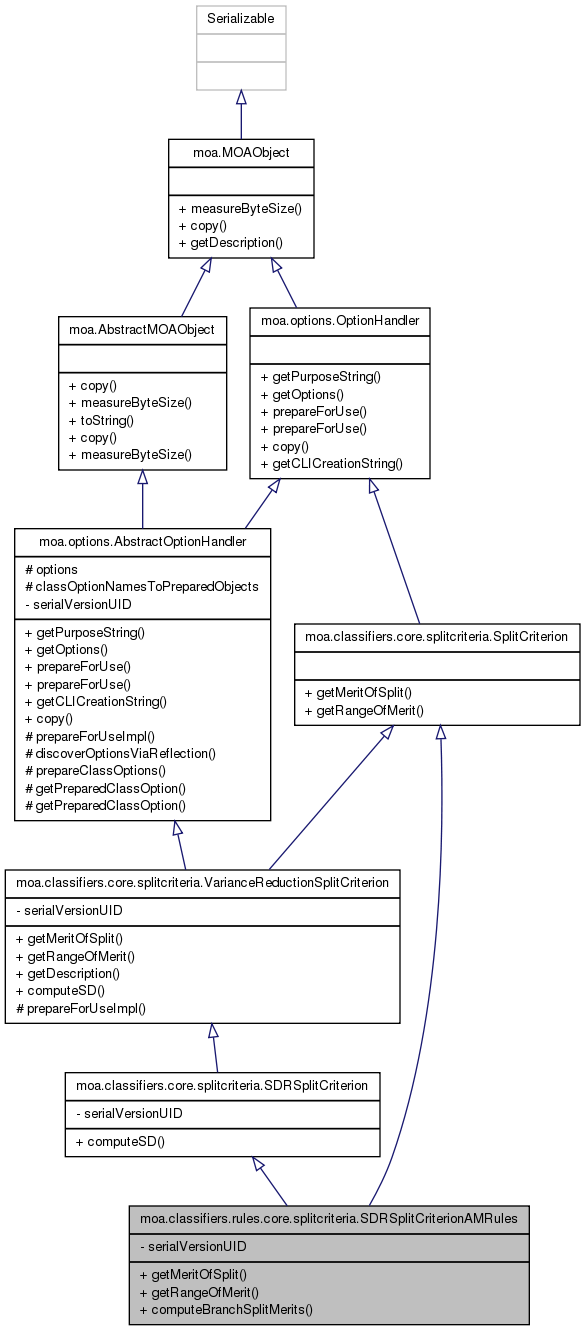 Serializable
moa.MOAObject
+ measureByteSize()
+ copy()
+ getDescription()
moa.AbstractMOAObject
+ copy()
+ measureByteSize()
+ toString()
+ copy()
+ measureByteSize()
moa.options.OptionHandler
+ getPurposeString()
+ getOptions()
+ prepareForUse()
+ prepareForUse()
+ copy()
+ getCLICreationString()
moa.options.AbstractOptionHandler
# options
# classOptionNamesToPreparedObjects
- serialVersionUID
+ getPurposeString()
+ getOptions()
+ prepareForUse()
+ prepareForUse()
+ getCLICreationString()
+ copy()
# prepareForUseImpl()
# discoverOptionsViaReflection()
# prepareClassOptions()
# getPreparedClassOption()
# getPreparedClassOption()
moa.classifiers.core.splitcriteria.SplitCriterion
+ getMeritOfSplit()
+ getRangeOfMerit()
moa.classifiers.core.splitcriteria.VarianceReductionSplitCriterion
- serialVersionUID
+ getMeritOfSplit()
+ getRangeOfMerit()
+ getDescription()
+ computeSD()
# prepareForUseImpl()
moa.classifiers.core.splitcriteria.SDRSplitCriterion
- serialVersionUID
+ computeSD()
moa.classifiers.rules.core.splitcriteria.SDRSplitCriterionAMRules
- serialVersionUID
+ getMeritOfSplit()
+ getRangeOfMerit()
+ computeBranchSplitMerits()